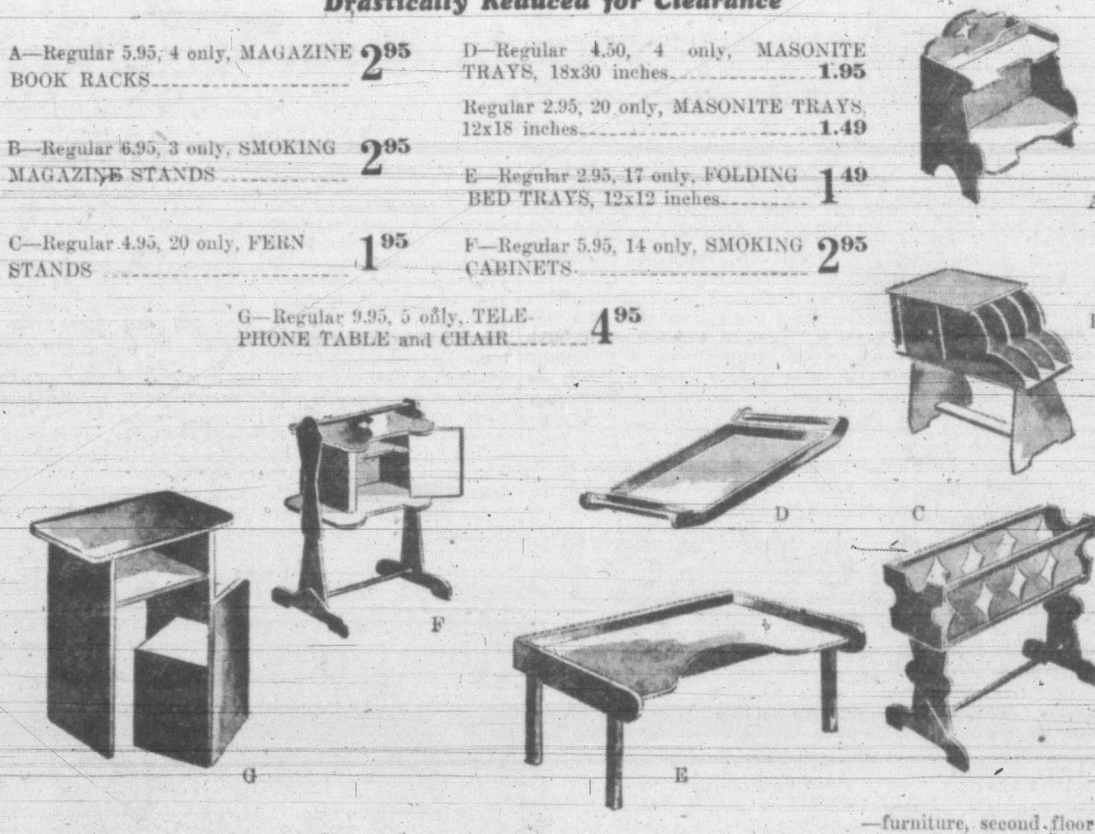 Drastically Reduced for Clearance
A—Regular 5.95, 4 only, MAGAZINE
BOOK RACKS 2.95
B—Regular 6.95, 3 only, SMOKING
MAGAZINE STANDS 2.95
C—Regular 4.95, 20 only, FERN
STANDS 1.95
D—Regular 4.50, 4 only, MASONITE
TRAYS, 18x30 inches 1.95
Regular 2.95, 20 only, MASONITE TRAYS,
12x18 inches 1.49
E—Regular 2.95, 17 only, FOLDING
BED TRAYS, 12x12 inches 1 49
F—Regular 5.95, 14 only, SMOKING
CABINETS 2 95
G—Regular 9.95, 5 only, TELE-
PHONE TABLE and CHAIR 4 95
D
C
F
G
E
—furniture, second floor